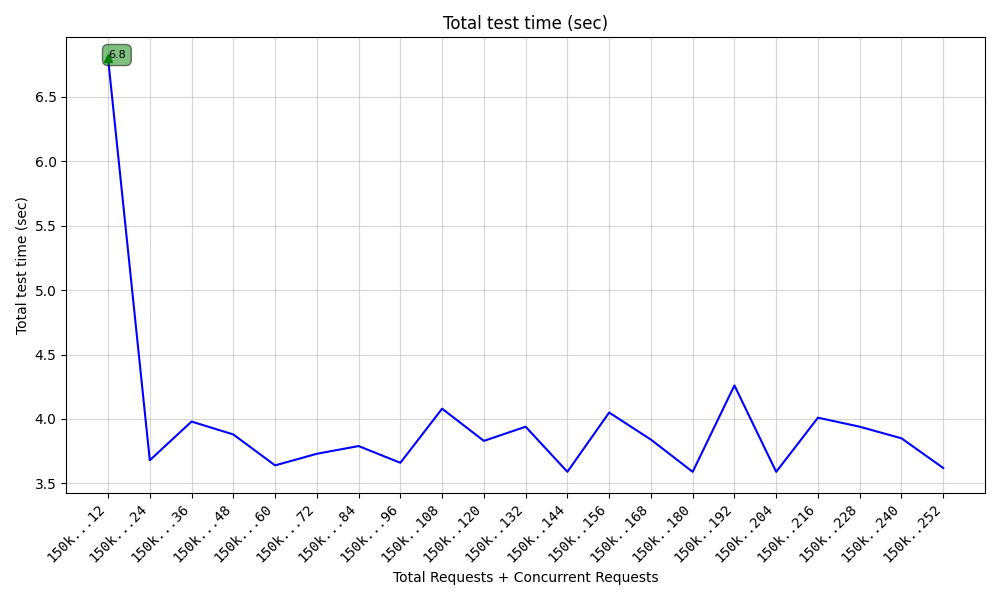 Total test time (sec)
6.8
Total test time (sec)
6.5
6.0
5.5
5.0
4.5
4.0
3.5
150k...12
150k...24
150k...36
150k...48
150k...60
150k...72
150k...84
150k...96
150k..108
150k..120
150k..132
150k..144
150k..156
150k..168
150k..180
150k..192
150k..204
150k..216
150k..228
150k..240
150k..252
Total Requests + Concurrent Requests